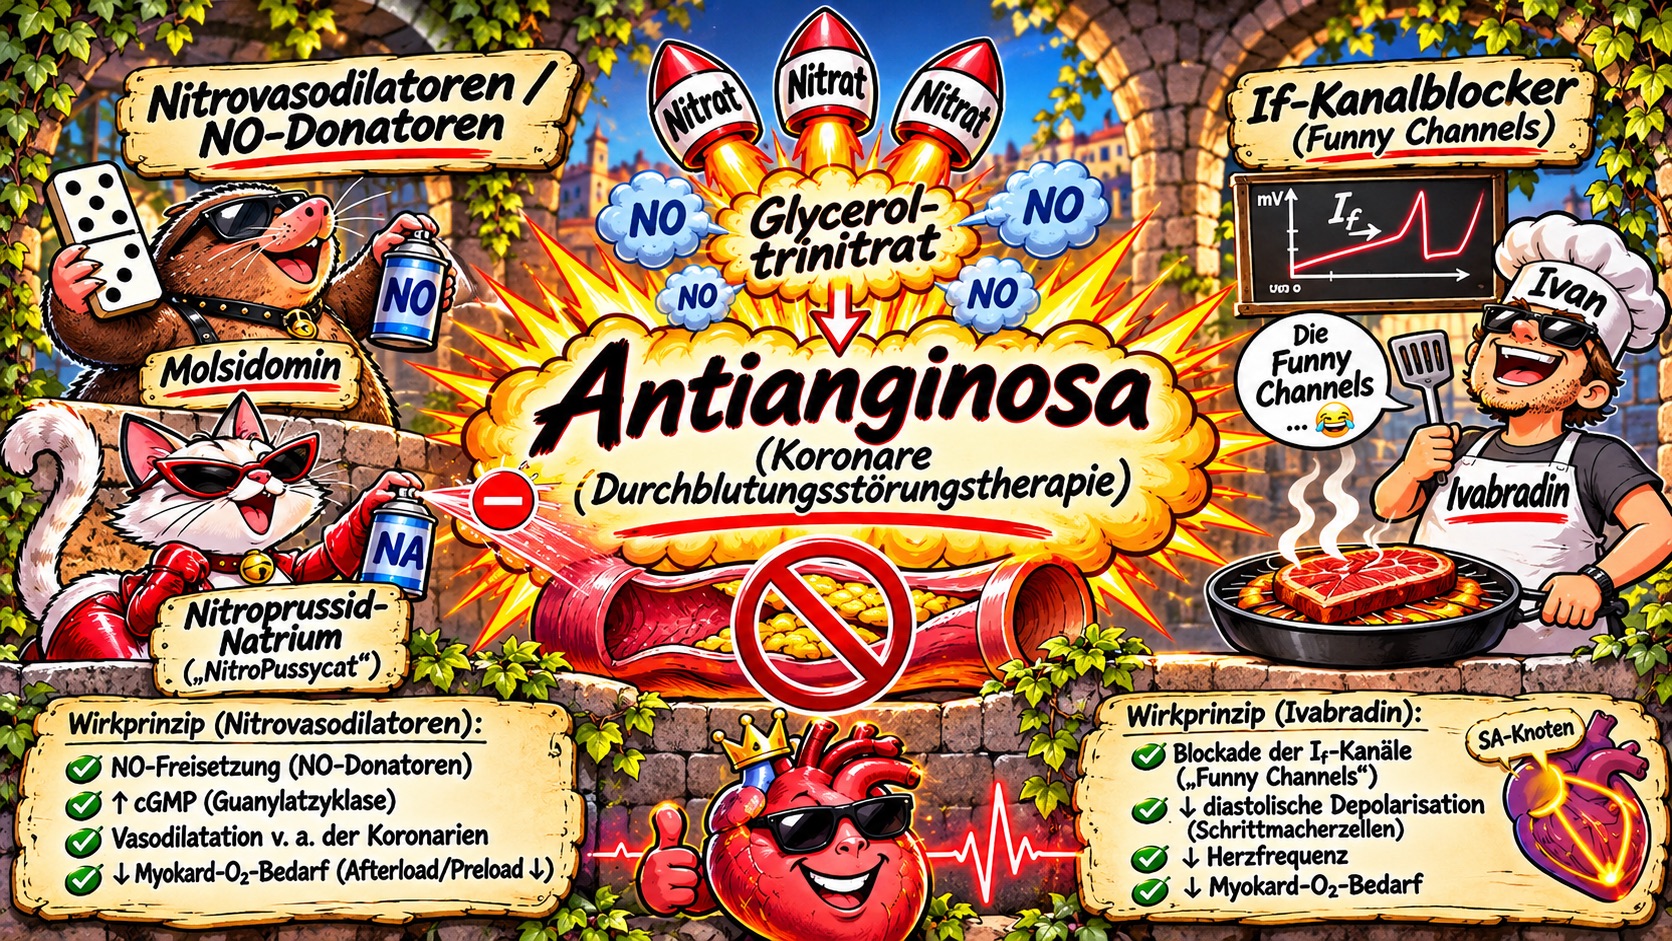 Nitrovasodilatoren /
NO-Donatoren
NO
Molsidomin
NA
Nitroprussid-
Natrium
(„NitroPussycat“)
Nitrat
Nitrat
Nitrat
NO
NO
Glycerol-
trinitrat
NO
NO
Antianginosa
(Koronare
(Durchblutungsstörungstherapie)
If-Kanalblocker
(Funny Channels)
mV
If
Ivan
Die
Funny
Channels
... 😂
Ivabradin
Wirkprinzip (Nitrovasodilatoren):
✓ NO-Freisetzung (NO-Donatoren)
✓ ↑ cGMP (Guanylatzyklase)
✓ Vasodilatation v. a. der Koronarien
✓ ↓ Myokard-O₂-Bedarf (Afterload/Preload ↓)
Wirkprinzip (Ivabradin):
✓ Blockade der If-Kanäle
(„Funny Channels“)
✓ ↓ diastolische Depolarisation
(Schrittmacherzellen)
✓ ↓ Herzfrequenz
✓ ↓ Myokard-O₂-Bedarf
SA-Knoten